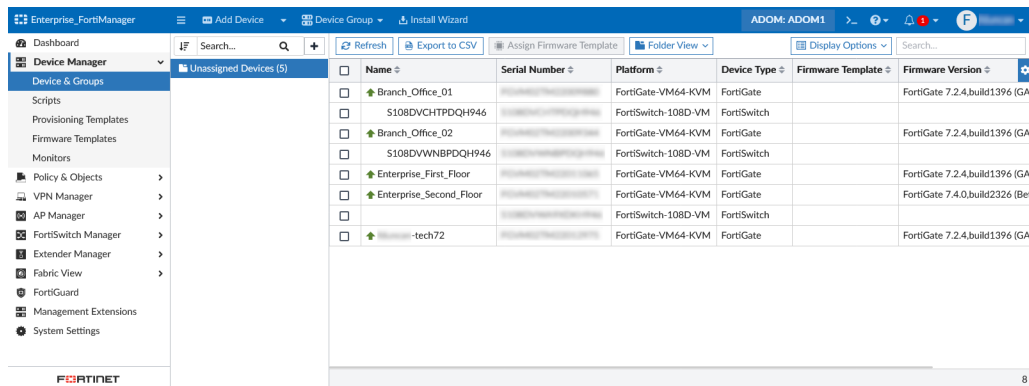 Enterprise_FortiManager Add Device Device Group Install Wizard ADOM: ADOM1 >_ ? 1 F
Dashboard
Device Manager
Device & Groups
Scripts
Provisioning Templates
Firmware Templates
Monitors
Policy & Objects
VPN Manager
AP Manager
FortiSwitch Manager
Extender Manager
Fabric View
FortiGuard
Management Extensions
System Settings
FORTINET
Search... +
Unassigned Devices (5)
Refresh Export to CSV Assign Firmware Template Folder View Display Options Search...
Name Serial Number Platform Device Type Firmware Template Firmware Version
Branch_Office_01 FortiGate-VM64-KVM FortiGate FortiGate 7.2.4,build1396 (GA
S108DVCHTPDQH946 FortiSwitch-108D-VM FortiSwitch
Branch_Office_02 FortiGate-VM64-KVM FortiGate FortiGate 7.2.4,build1396 (GA
S108DVWNBPDQH946 FortiSwitch-108D-VM FortiSwitch
Enterprise_First_Floor FortiGate-VM64-KVM FortiGate FortiGate 7.2.4,build1396 (GA
Enterprise_Second_Floor FortiGate-VM64-KVM FortiGate FortiGate 7.4.0,build2326 (Be
FortiSwitch-108D-VM FortiSwitch
-tech72 FortiGate-VM64-KVM FortiGate FortiGate 7.2.4,build1396 (GA
8